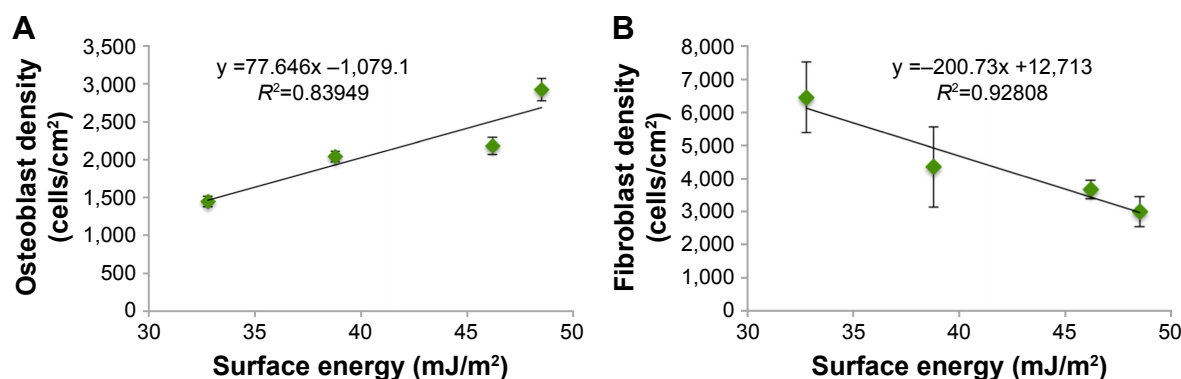 A
Osteoblast density
(cells/cm²)
3,500
3,000
2,500
2,000
1,500
1,000
500
0
y =77.646x –1,079.1
R²=0.83949
30 35 40 45 50
Surface energy (mJ/m²)
B
Fibroblast density
(cells/cm²)
8,000
7,000
6,000
5,000
4,000
3,000
2,000
1,000
0
y =–200.73x +12,713
R²=0.92808
30 35 40 45 50
Surface energy (mJ/m²)